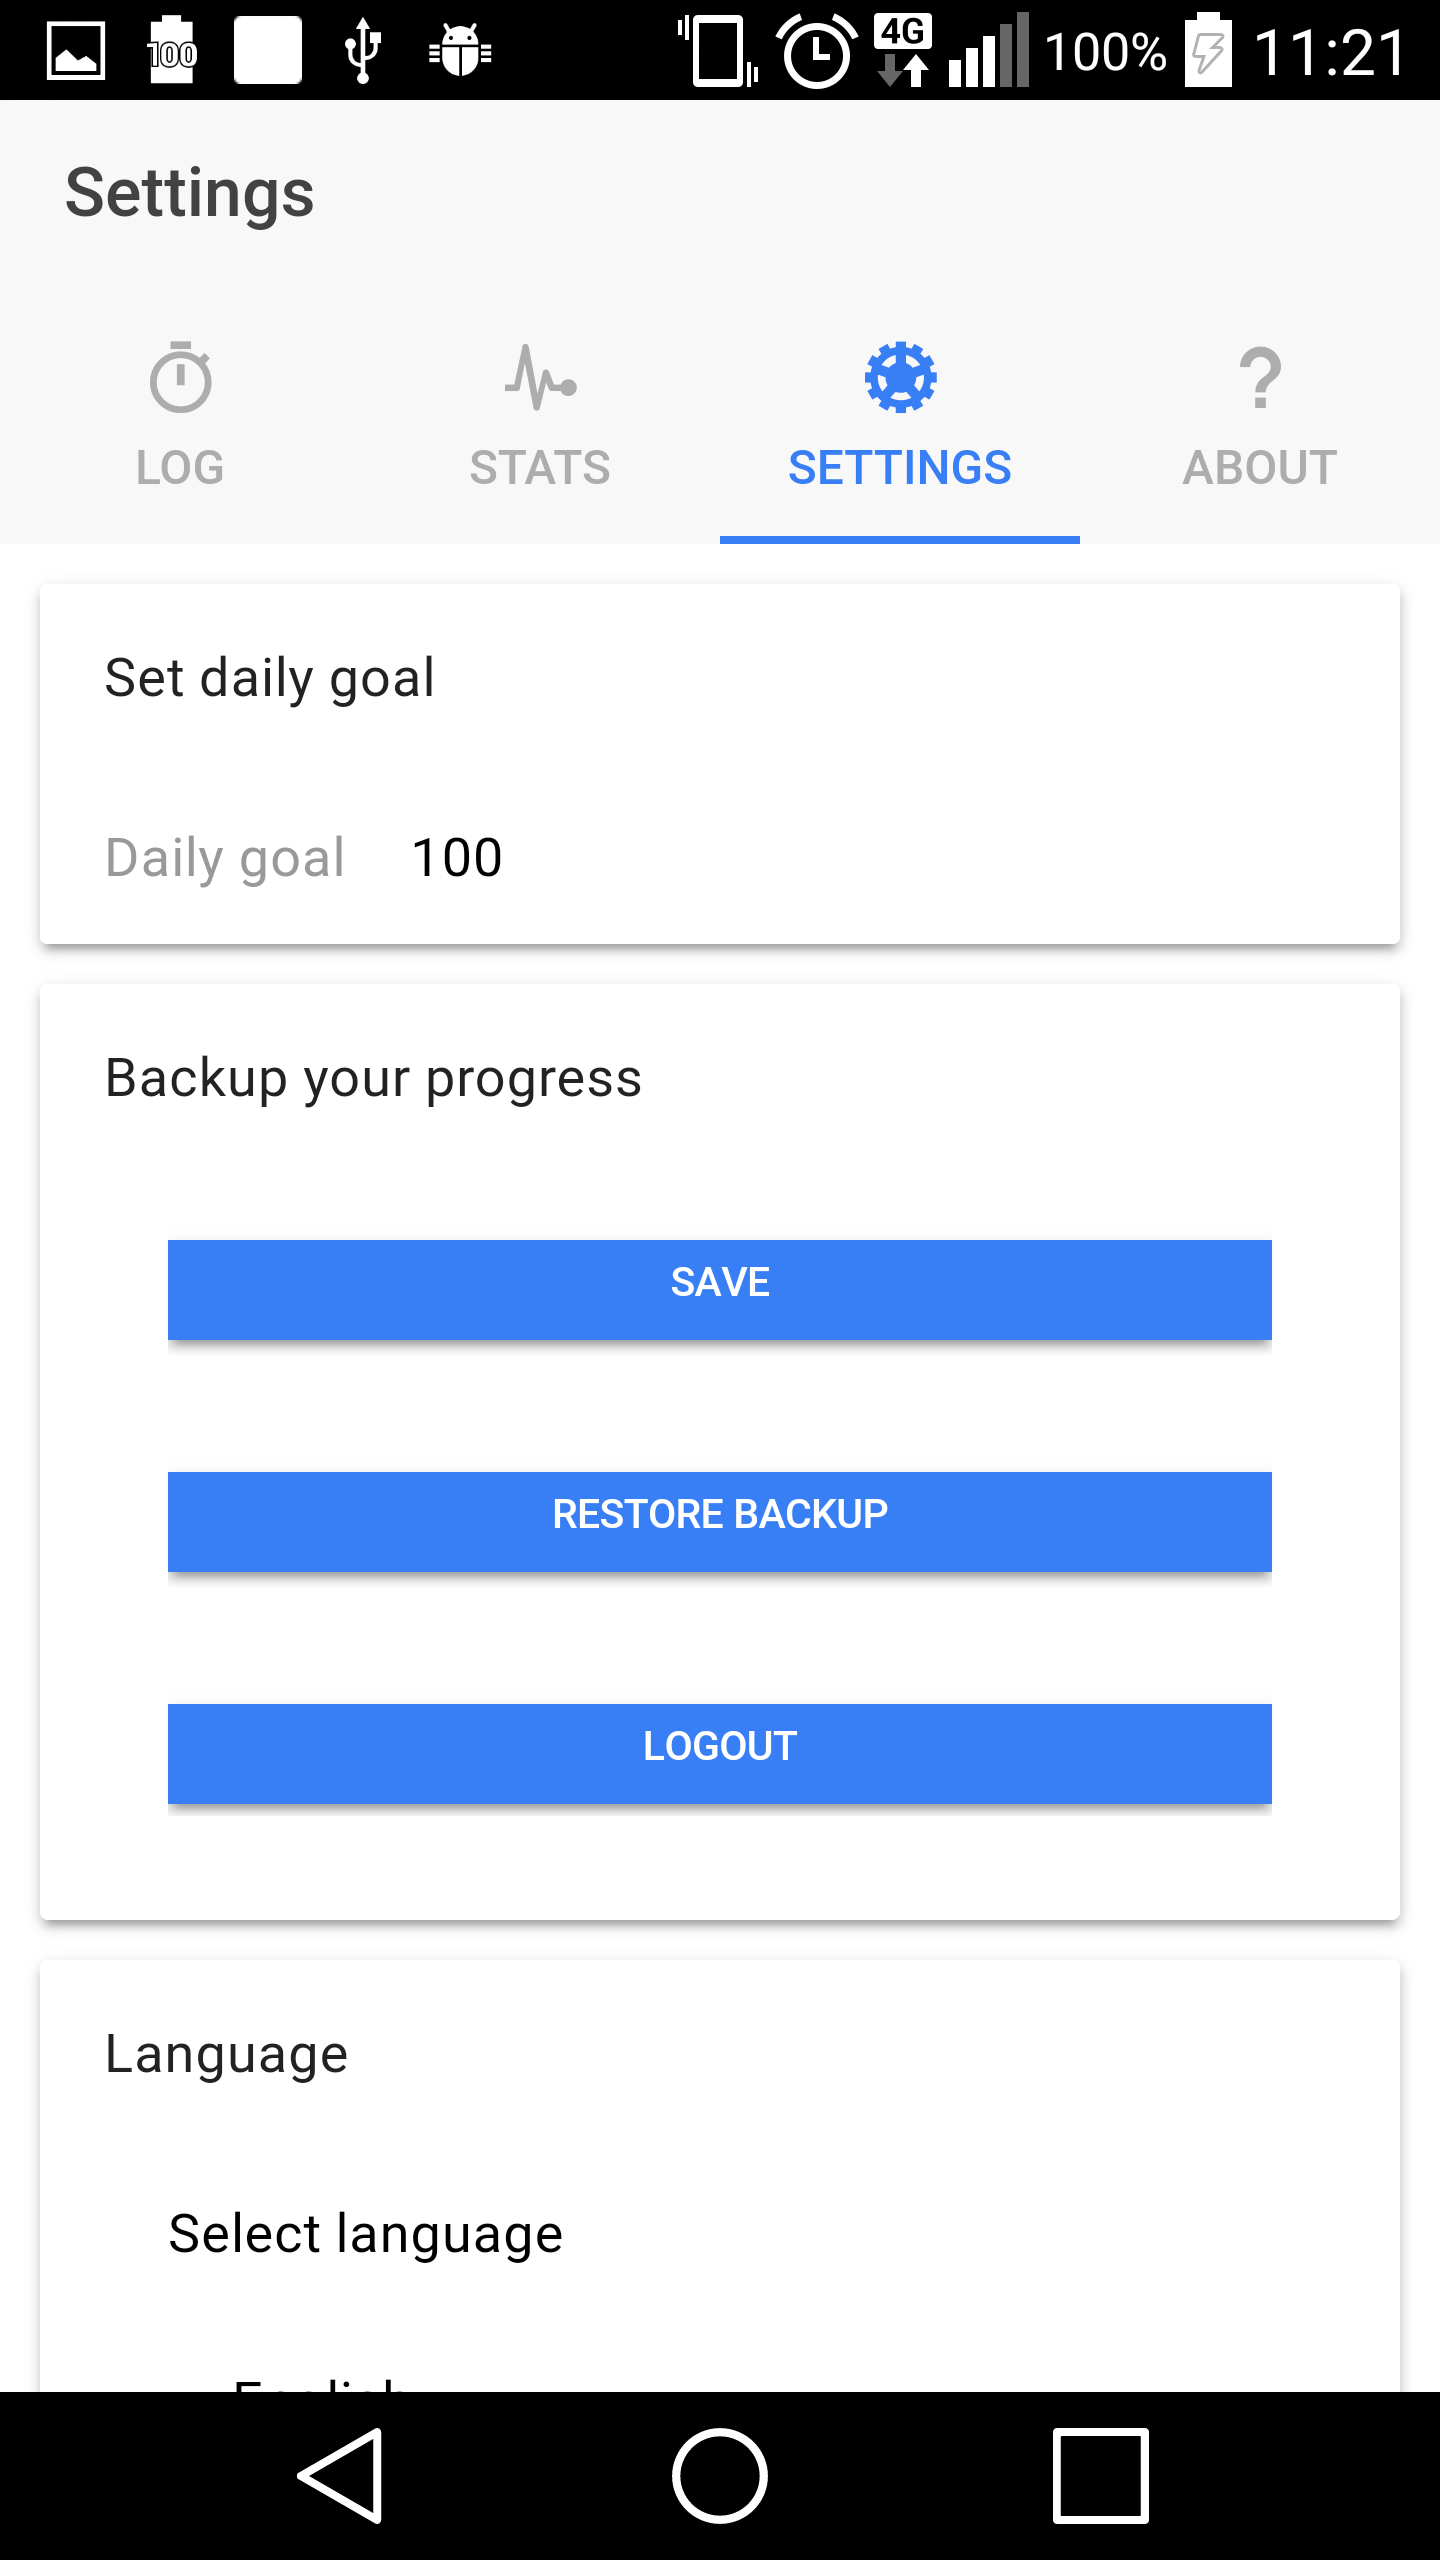 100
4G
100%
11:21
Settings
LOG
STATS
SETTINGS
ABOUT
Set daily goal
Daily goal 100
Backup your progress
SAVE
RESTORE BACKUP
LOGOUT
Language
Select language
English